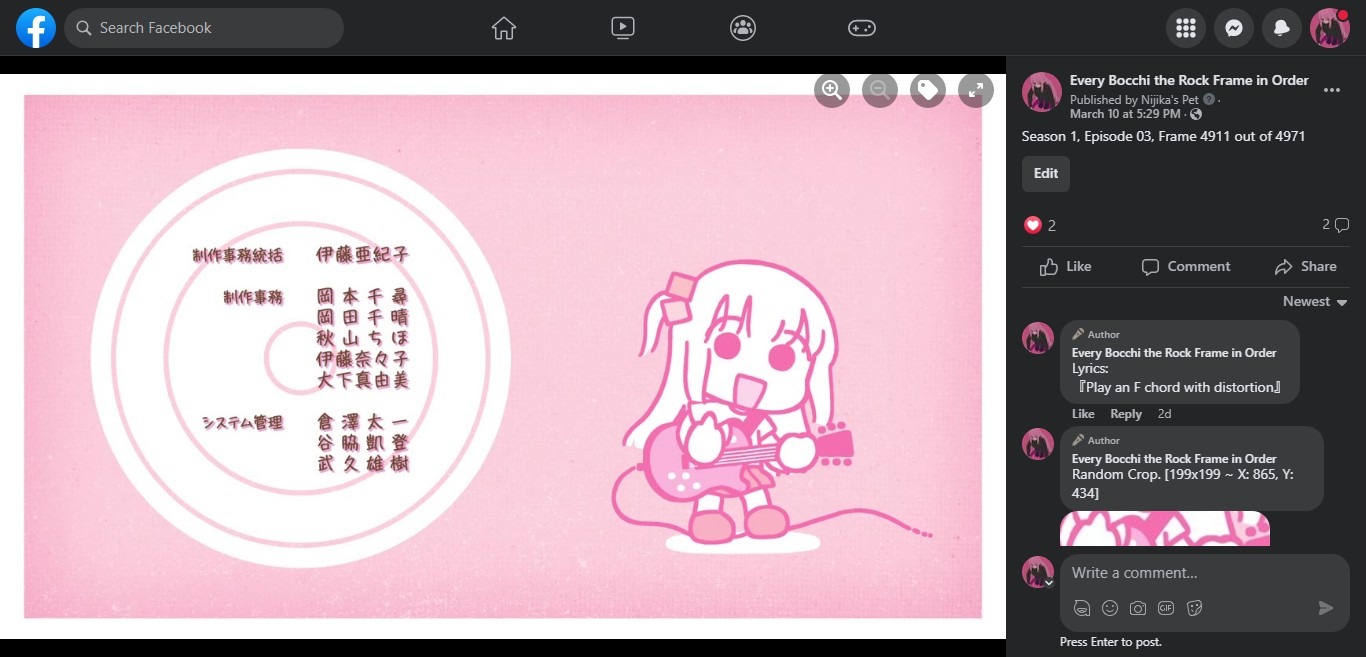 Search Facebook
制作事務統括 伊藤亜紀子
制作事務 岡本千尋
岡田千晴
秋山ちほ
伊藤奈々子
大下真由美
システム管理 倉澤太一
谷脇凱登
武久雄樹
Every Bocchi the Rock Frame in Order
Published by Nijika's Pet ·
March 10 at 5:29 PM ·
Season 1, Episode 03, Frame 4911 out of 4971
Edit
2
2
Like Comment Share
Newest
Author
Every Bocchi the Rock Frame in Order
Lyrics:
『Play an F chord with distortion』
Like Reply 2d
Author
Every Bocchi the Rock Frame in Order
Random Crop. [199x199 ~ X: 865, Y:
434]
Write a comment...
GIF
Press Enter to post.